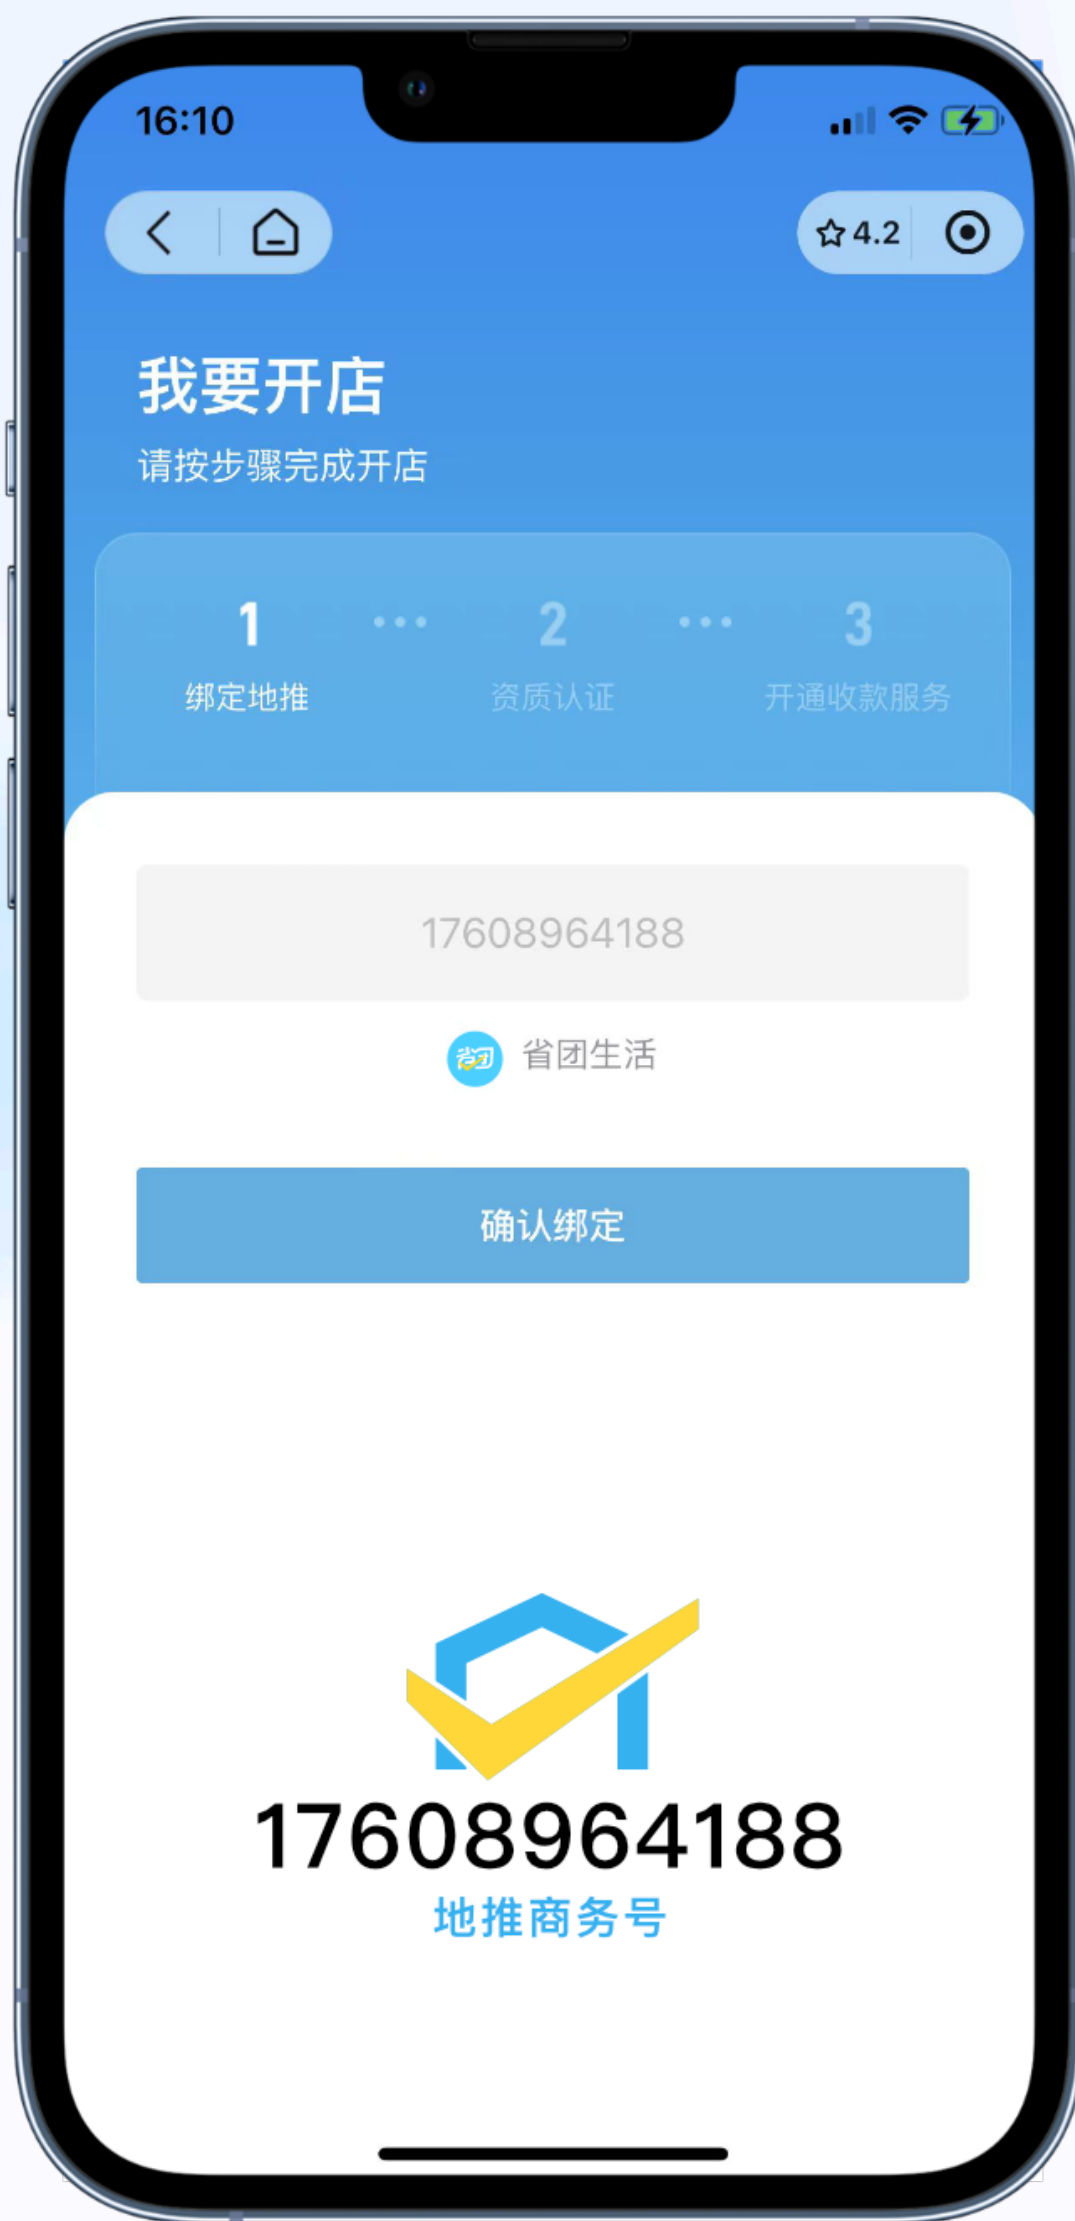 16:10
4.2
我要开店
请按步骤完成开店
1 ... 2 ... 3
绑定地推 资质认证 开通收款服务
17608964188
省团 省团生活
确认绑定
17608964188
地推商务号